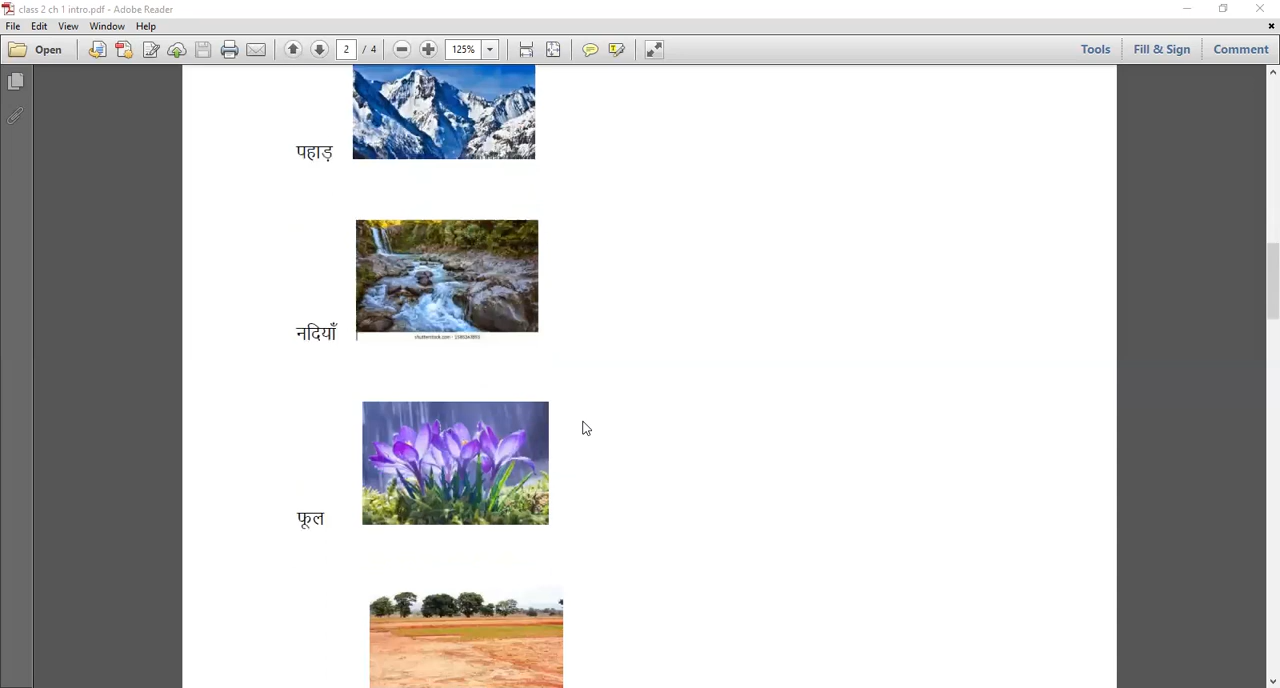 class 2 ch 1 intro.pdf - Adobe Reader
File Edit View Window Help
Open 2 / 4 125% Tools Fill & Sign Comment
पहाड़
नदियाँ
फूल